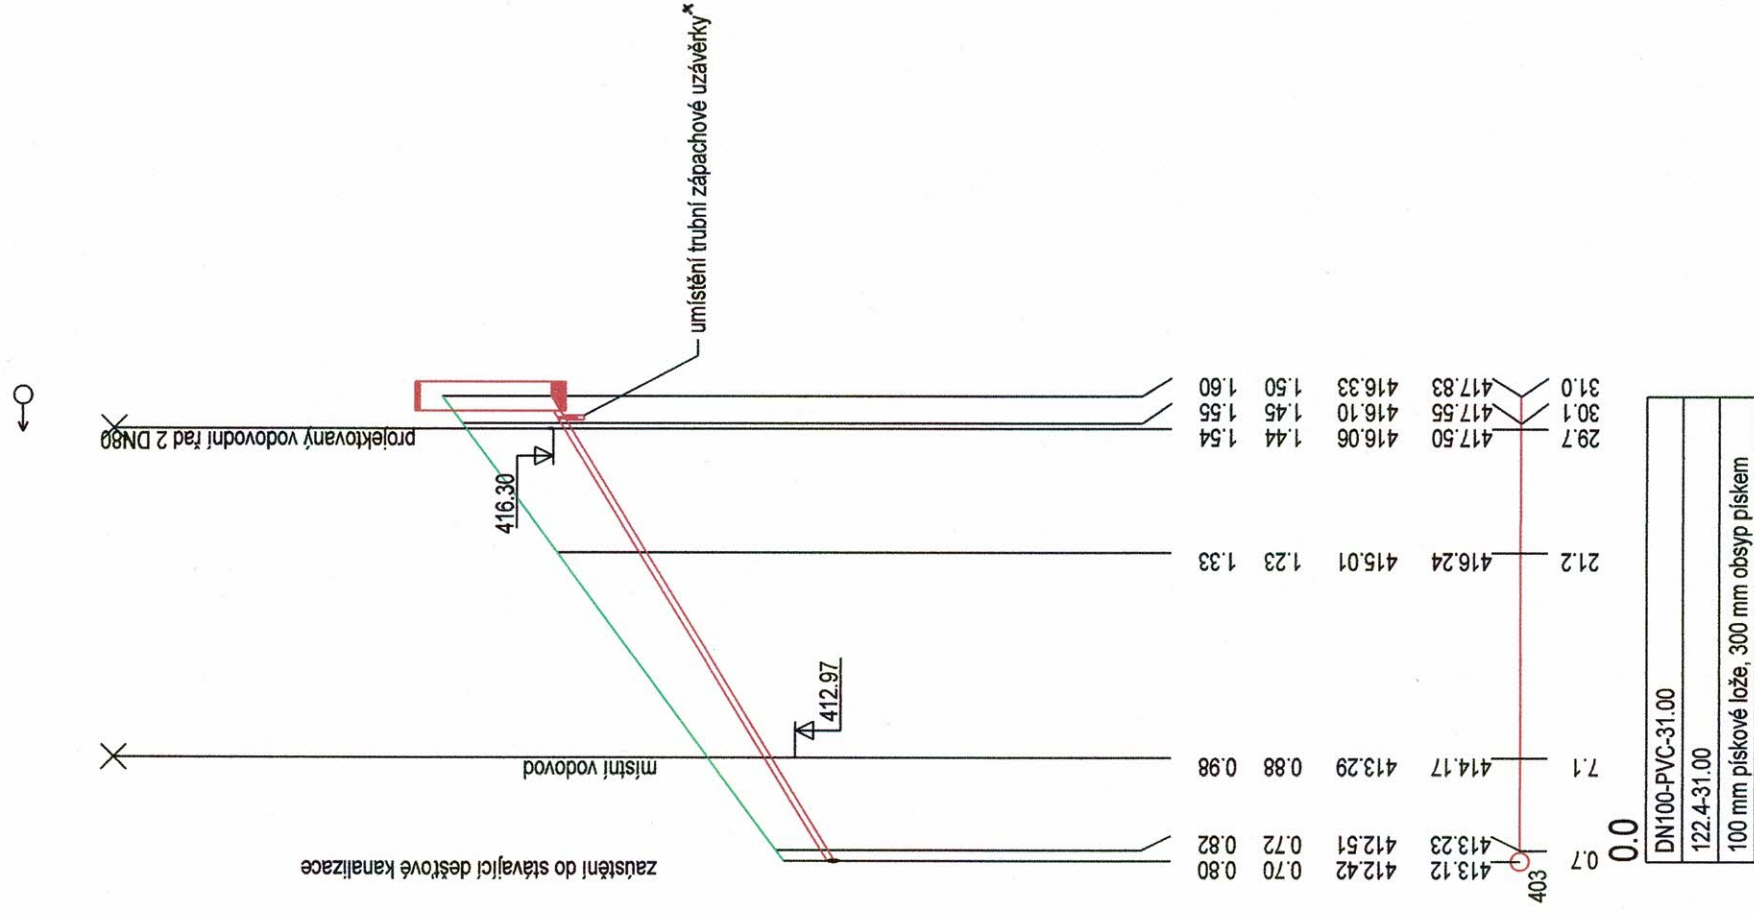 projektovaný vodovodní řad 2 DN80
umístění trubní zápachové uzávěrky*
416.30
412.97
místní vodovod
zaústění do stávající dešťové kanalizace
1.60 1.50 416.33 417.83 31.0
1.55 1.45 416.10 417.55 30.1
1.54 1.44 416.06 417.50 29.7
1.33 1.23 415.01 416.24 21.2
0.98 0.88 413.29 414.17 7.1
0.82 0.72 412.51 413.23 0.7
0.80 0.70 412.42 413.12
403
0.0
DN100-PVC-31.00
122.4-31.00
100 mm pískové lože, 300 mm obsyp pískem